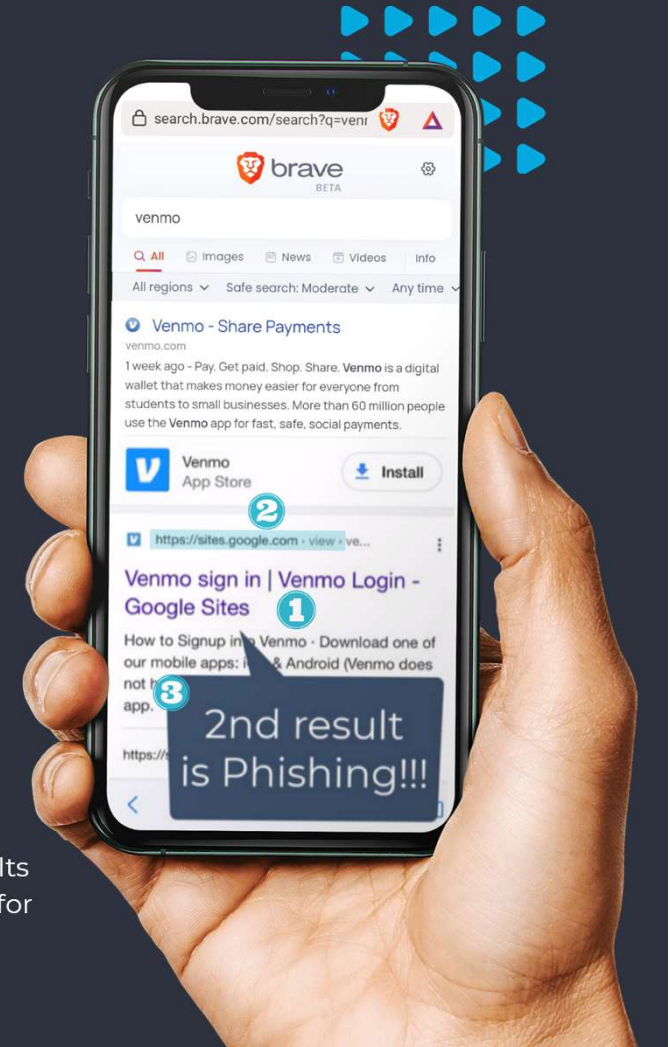 search.brave.com/search?q=venr
brave
BETA
venmo
All Images News Videos Info
All regions Safe search: Moderate Any time
Venmo - Share Payments
venmo.com
1 week ago - Pay. Get paid. Shop. Share. Venmo is a digital
wallet that makes money easier for everyone from
students to small businesses. More than 60 million people
use the Venmo app for fast, safe, social payments.
V
Venmo
App Store
Install
2
https://sites.google.com › view › ve...
Venmo sign in | Venmo Login -
Google Sites
1
How to Signup into Venmo · Download one of
our mobile apps: & Android (Venmo does
not
3
app.
2nd result
is Phishing!!!
https://
lts
for